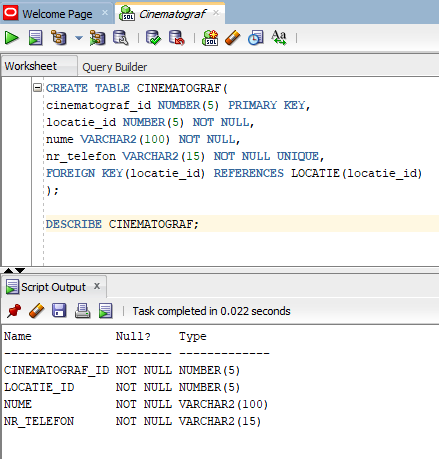 Welcome Page Cinematograf
Worksheet Query Builder
CREATE TABLE CINEMATOGRAF(
cinematograf_id NUMBER(5) PRIMARY KEY,
locatie_id NUMBER(5) NOT NULL,
nume VARCHAR2(100) NOT NULL,
nr_telefon VARCHAR2(15) NOT NULL UNIQUE,
FOREIGN KEY(locatie_id) REFERENCES LOCATIE(locatie_id)
);
DESCRIBE CINEMATOGRAF;
Script Output x
Task completed in 0.022 seconds
Name Null? Type
--------------- -------- -------------
CINEMATOGRAF_ID NOT NULL NUMBER(5)
LOCATIE_ID NOT NULL NUMBER(5)
NUME NOT NULL VARCHAR2(100)
NR_TELEFON NOT NULL VARCHAR2(15)